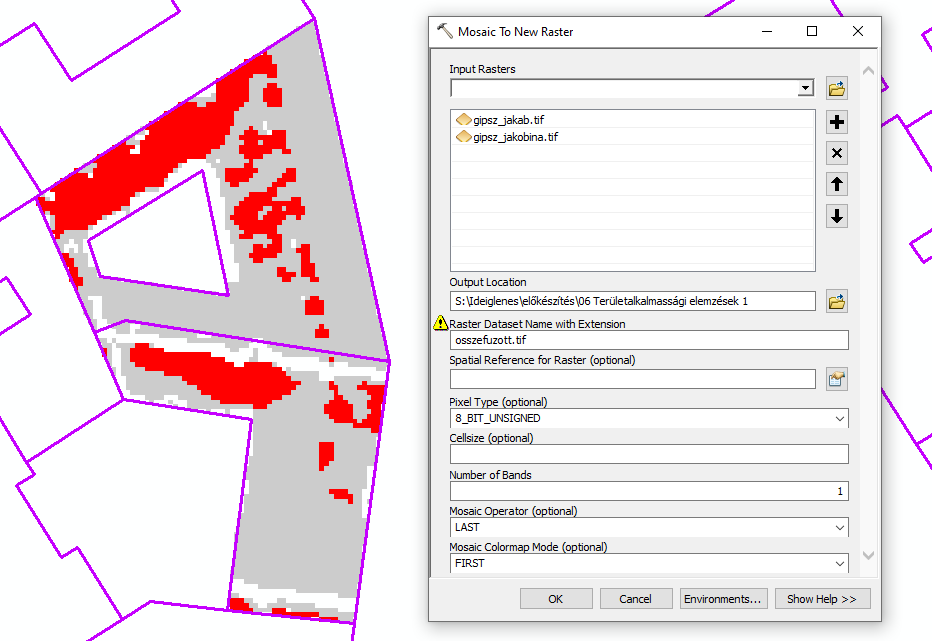 Mosaic To New Raster
Input Rasters
gipsz_jakab.tif
gipsz_jakobina.tif
Output Location
S:\Ideiglenes\előkészítés\06 Területalkalmassági elemzések 1
Raster Dataset Name with Extension
osszefuzott.tif
Spatial Reference for Raster (optional)
Pixel Type (optional)
8_BIT_UNSIGNED
Cellsize (optional)
Number of Bands
1
Mosaic Operator (optional)
LAST
Mosaic Colormap Mode (optional)
FIRST
OK Cancel Environments... Show Help >>